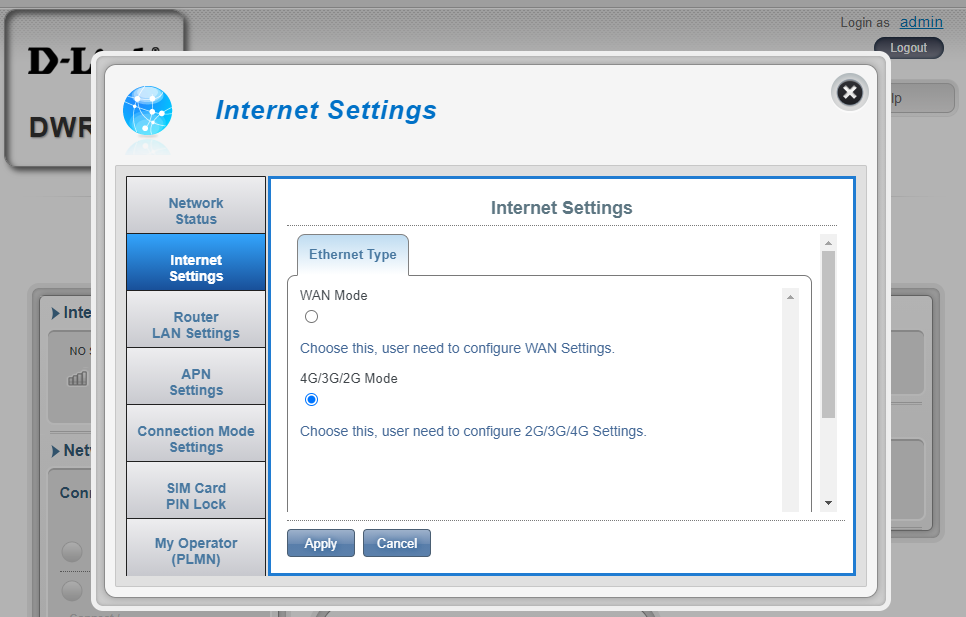 Login as admin
Logout
DWR
Internet Settings
Network
Status
Internet
Settings
Router
LAN Settings
APN
Settings
Connection Mode
Settings
SIM Card
PIN Lock
My Operator
(PLMN)
Internet Settings
Ethernet Type
WAN Mode
Choose this, user need to configure WAN Settings.
4G/3G/2G Mode
Choose this, user need to configure 2G/3G/4G Settings.
Apply Cancel
NO